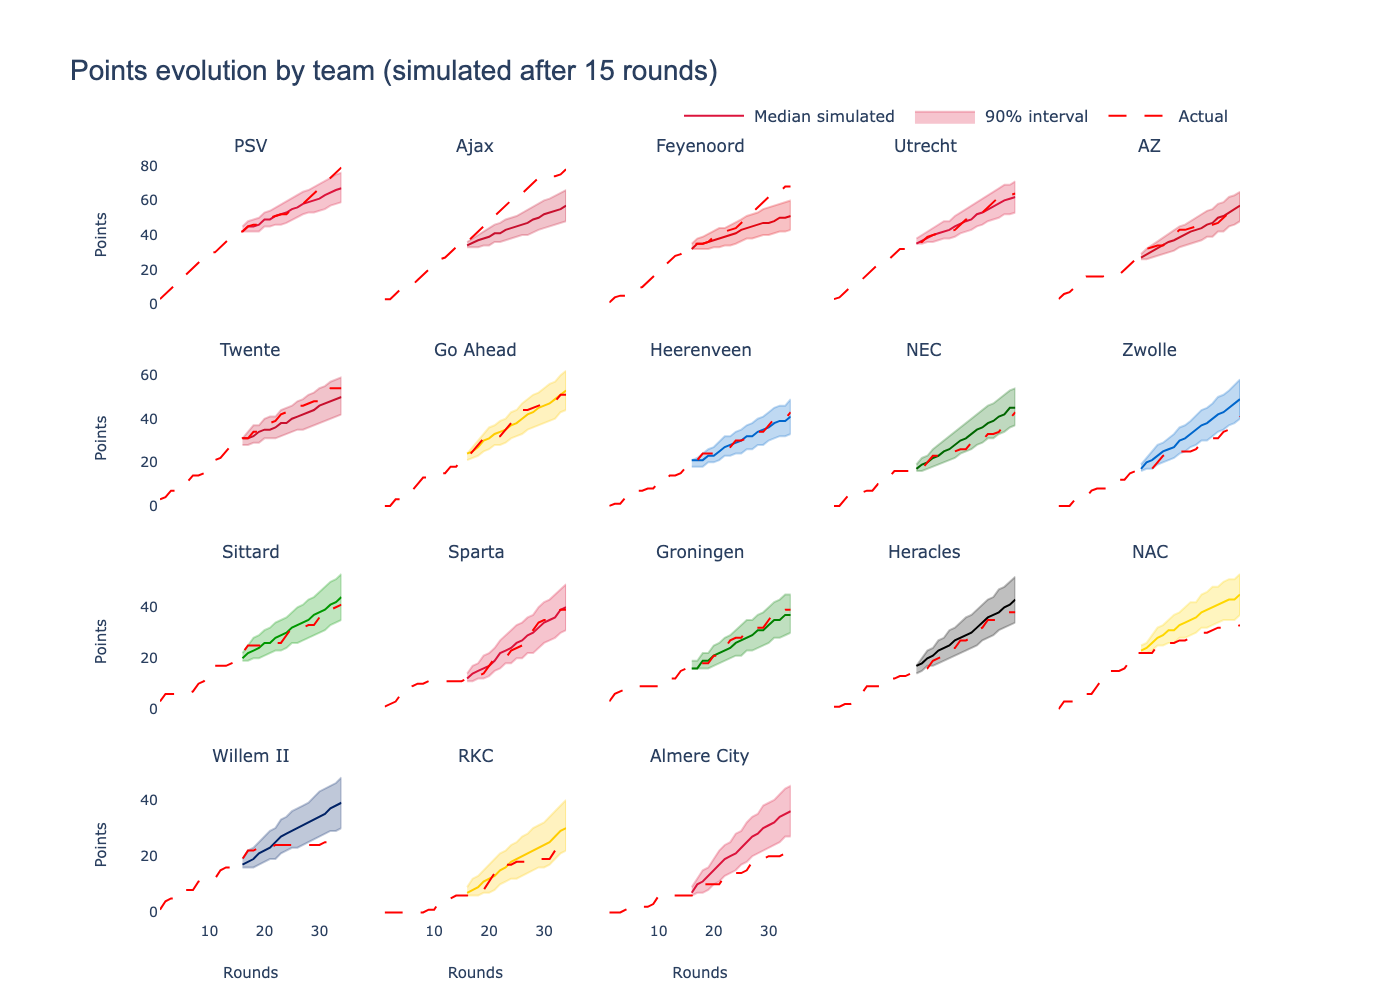 Points evolution by team (simulated after 15 rounds)
Median simulated 90% interval Actual
PSV Ajax Feyenoord Utrecht AZ
80
60
40
20
0
Points
Twente Go Ahead Heerenveen NEC Zwolle
60
40
20
0
Points
Sittard Sparta Groningen Heracles NAC
40
20
0
Points
Willem II RKC Almere City
40
20
0
Points
10 20 30 10 20 30 10 20 30
Rounds Rounds Rounds